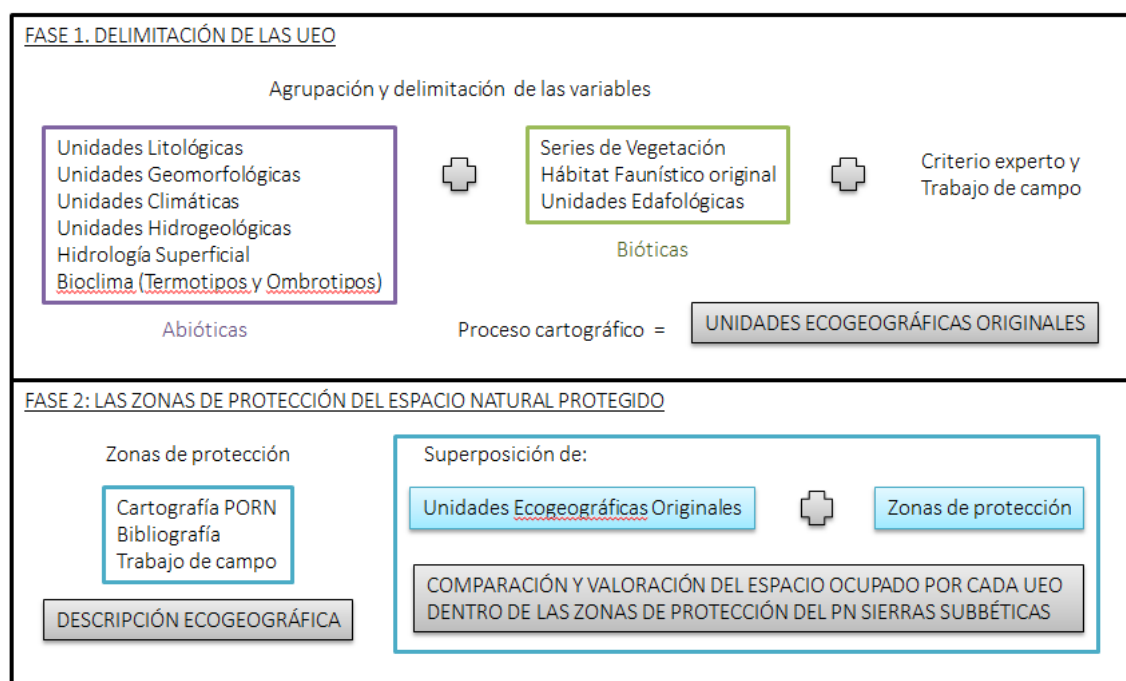 FASE 1. DELIMITACIÓN DE LAS UEO
Agrupación y delimitación de las variables
Unidades Litológicas
Unidades Geomorfológicas
Unidades Climáticas
Unidades Hidrogeológicas
Hidrología Superficial
Bioclima (Termotipos y Ombrotipos)
Abióticas
Series de Vegetación
Hábitat Faunístico original
Unidades Edafológicas
Bióticas
Criterio experto y
Trabajo de campo
Proceso cartográfico =
UNIDADES ECOGEOGRÁFICAS ORIGINALES
FASE 2: LAS ZONAS DE PROTECCIÓN DEL ESPACIO NATURAL PROTEGIDO
Zonas de protección
Cartografía PORN
Bibliografía
Trabajo de campo
DESCRIPCIÓN ECOGEOGRÁFICA
Superposición de:
Unidades Ecogeográficas Originales
Zonas de protección
COMPARACIÓN Y VALORACIÓN DEL ESPACIO OCUPADO POR CADA UEO
DENTRO DE LAS ZONAS DE PROTECCIÓN DEL PN SIERRAS SUBBÉTICAS